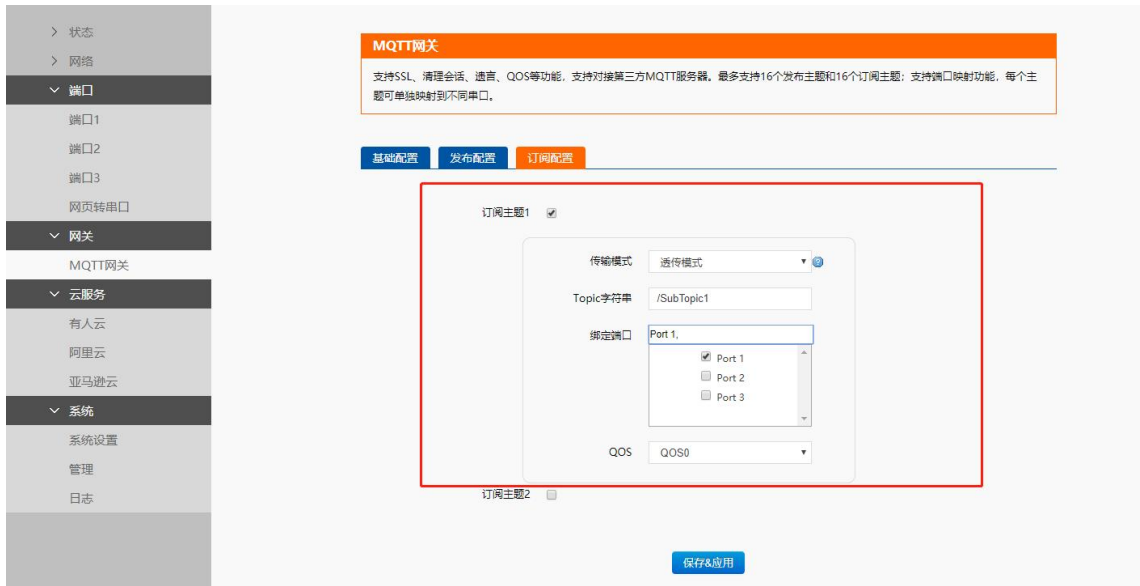 状态
网络
端口
端口1
端口2
端口3
网页转串口
网关
MQTT网关
云服务
有人云
阿里云
亚马逊云
系统
系统设置
管理
日志
MQTT网关
支持SSL、清理会话、遗言、QOS等功能，支持对接第三方MQTT服务器。最多支持16个发布主题和16个订阅主题；支持端口映射功能，每个主
题可单独映射到不同串口。
基础配置 发布配置 订阅配置
订阅主题1
传输模式 透传模式
Topic字符串 /SubTopic1
绑定端口 Port 1,
Port 1
Port 2
Port 3
QOS QOS0
订阅主题2
保存&应用